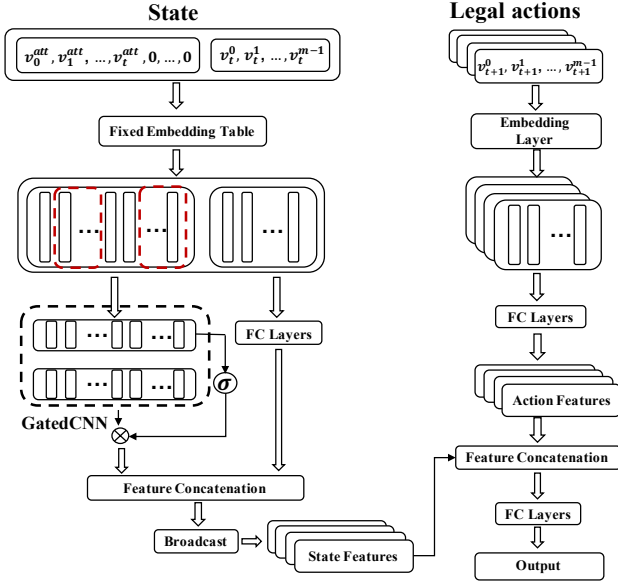 State
v_0^{att}, v_1^{att}, ..., v_t^{att}, 0, ..., 0
v_t^0, v_t^1, ..., v_t^{m-1}
Fixed Embedding Table
...
...
...
...
...
...
...
FC Layers
σ
GatedCNN
Feature Concatenation
Broadcast
State Features
Legal actions
v_{t+1}^0, v_{t+1}^1, ..., v_{t+1}^{m-1}
Embedding
Layer
...
FC Layers
Action Features
Feature Concatenation
FC Layers
Output